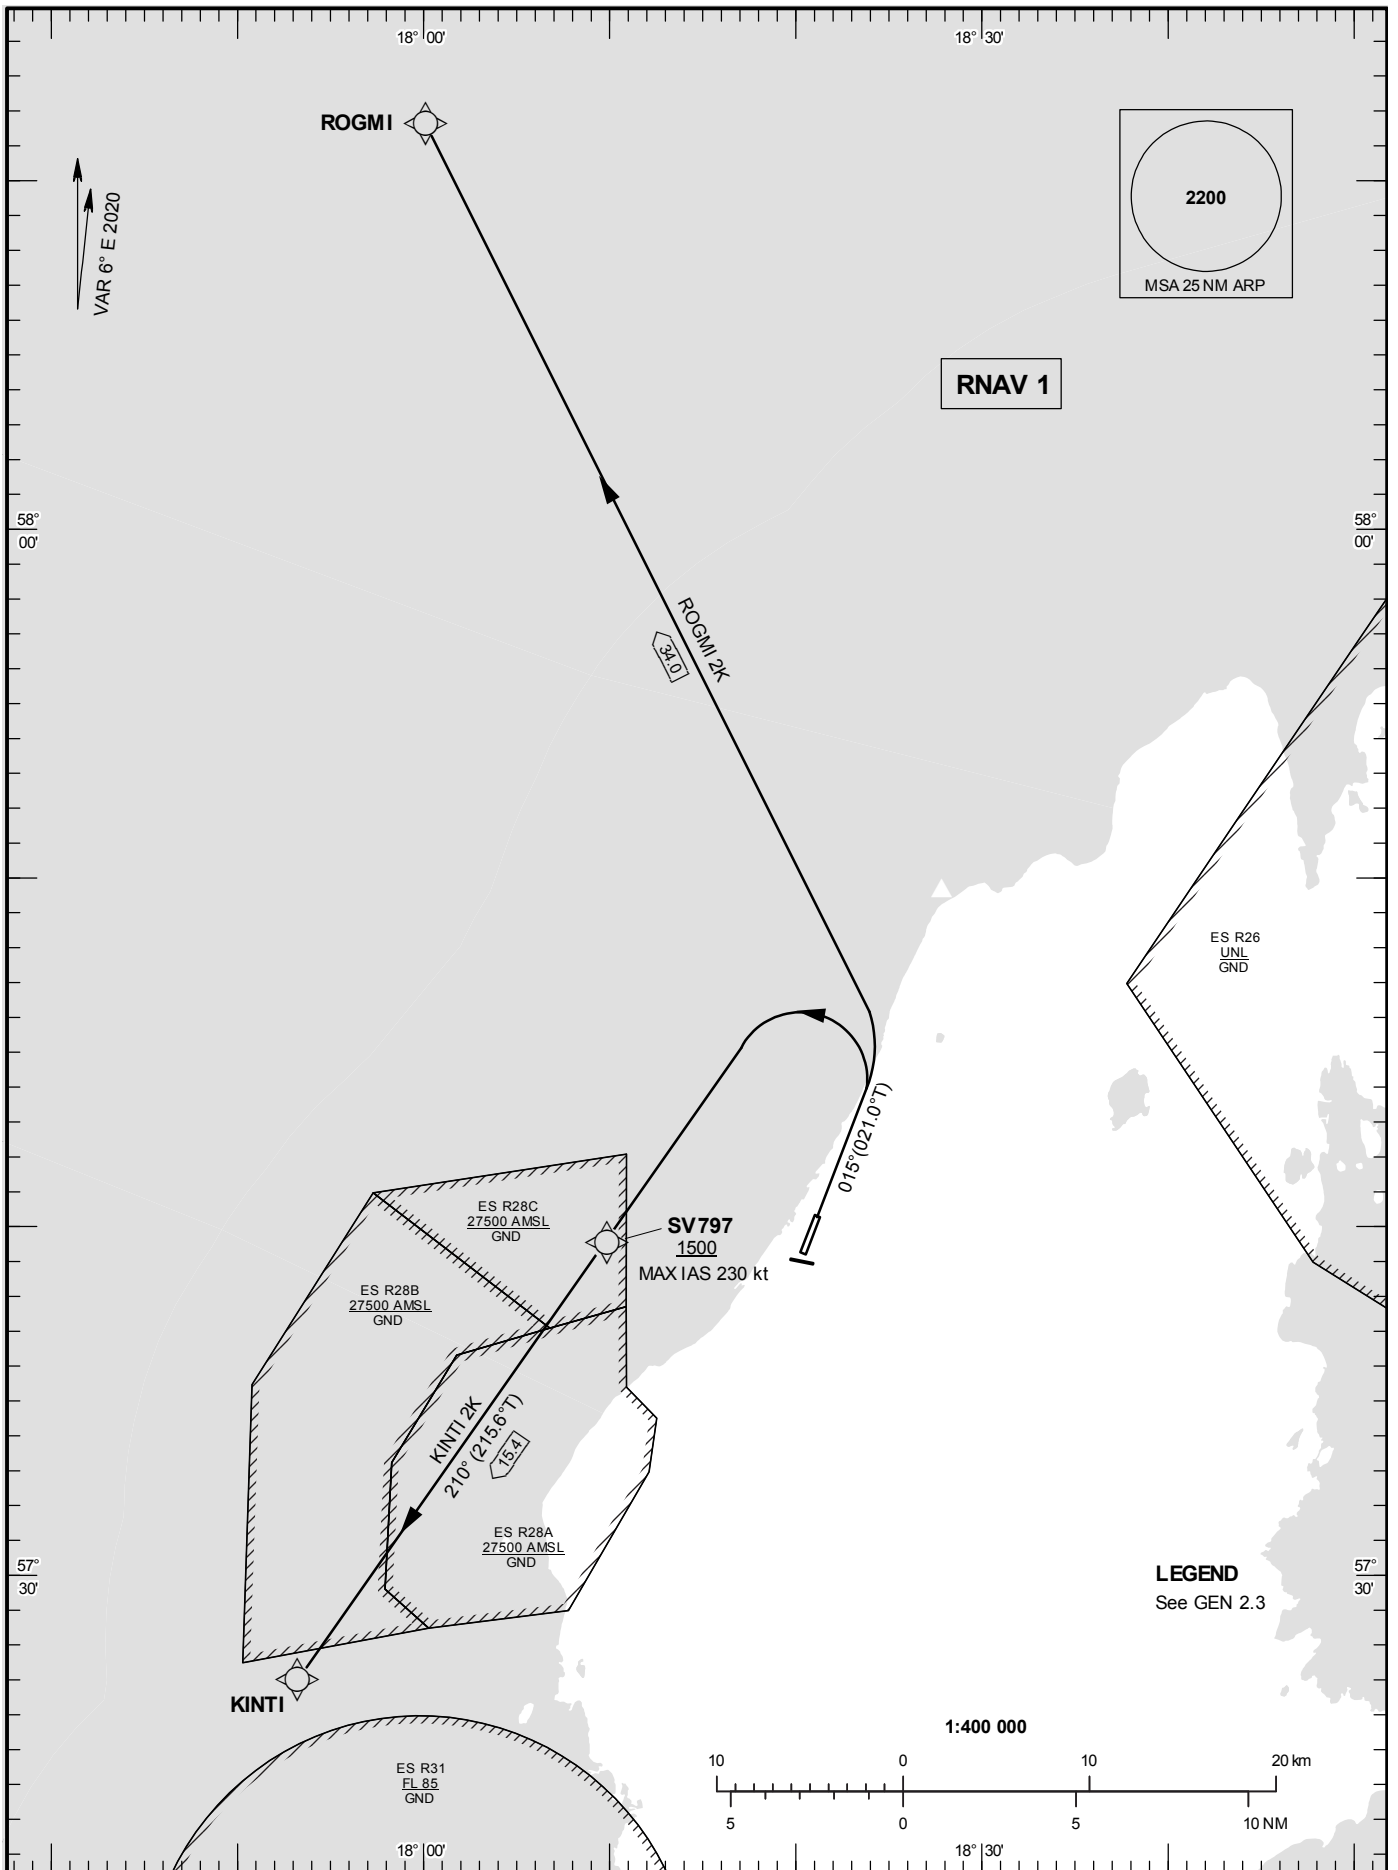 18° 00'
18° 30'
ROGMI
VAR 6° E 2020
2200
MSA 25 NM ARP
RNAV 1
58°
00'
58°
00'
ROGMI 2K
34.0
ES R26
UNL
GND
015°(021.0°T)
ES R28C
27500 AMSL
GND
SV797
1500
MAX IAS 230 kt
ES R28B
27500 AMSL
GND
KINTI 2K
210° (215.6°T)
15.4
ES R28A
27500 AMSL
GND
57°
30'
57°
30'
LEGEND
See GEN 2.3
KINTI
1:400 000
10 0 10 20 km
5 0 5 10 NM
ES R31
FL 85
GND
18° 00'
18° 30'